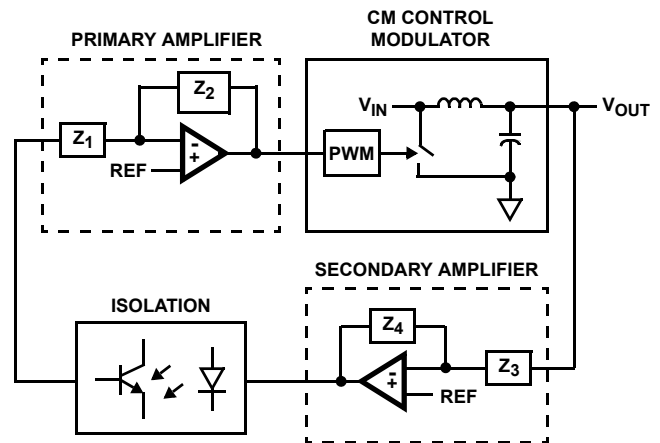 CM CONTROL
MODULATOR
PRIMARY AMPLIFIER
Z2
VIN
VOUT
Z1
-
+
REF
PWM
SECONDARY AMPLIFIER
ISOLATION
Z4
Z3
-
+
REF